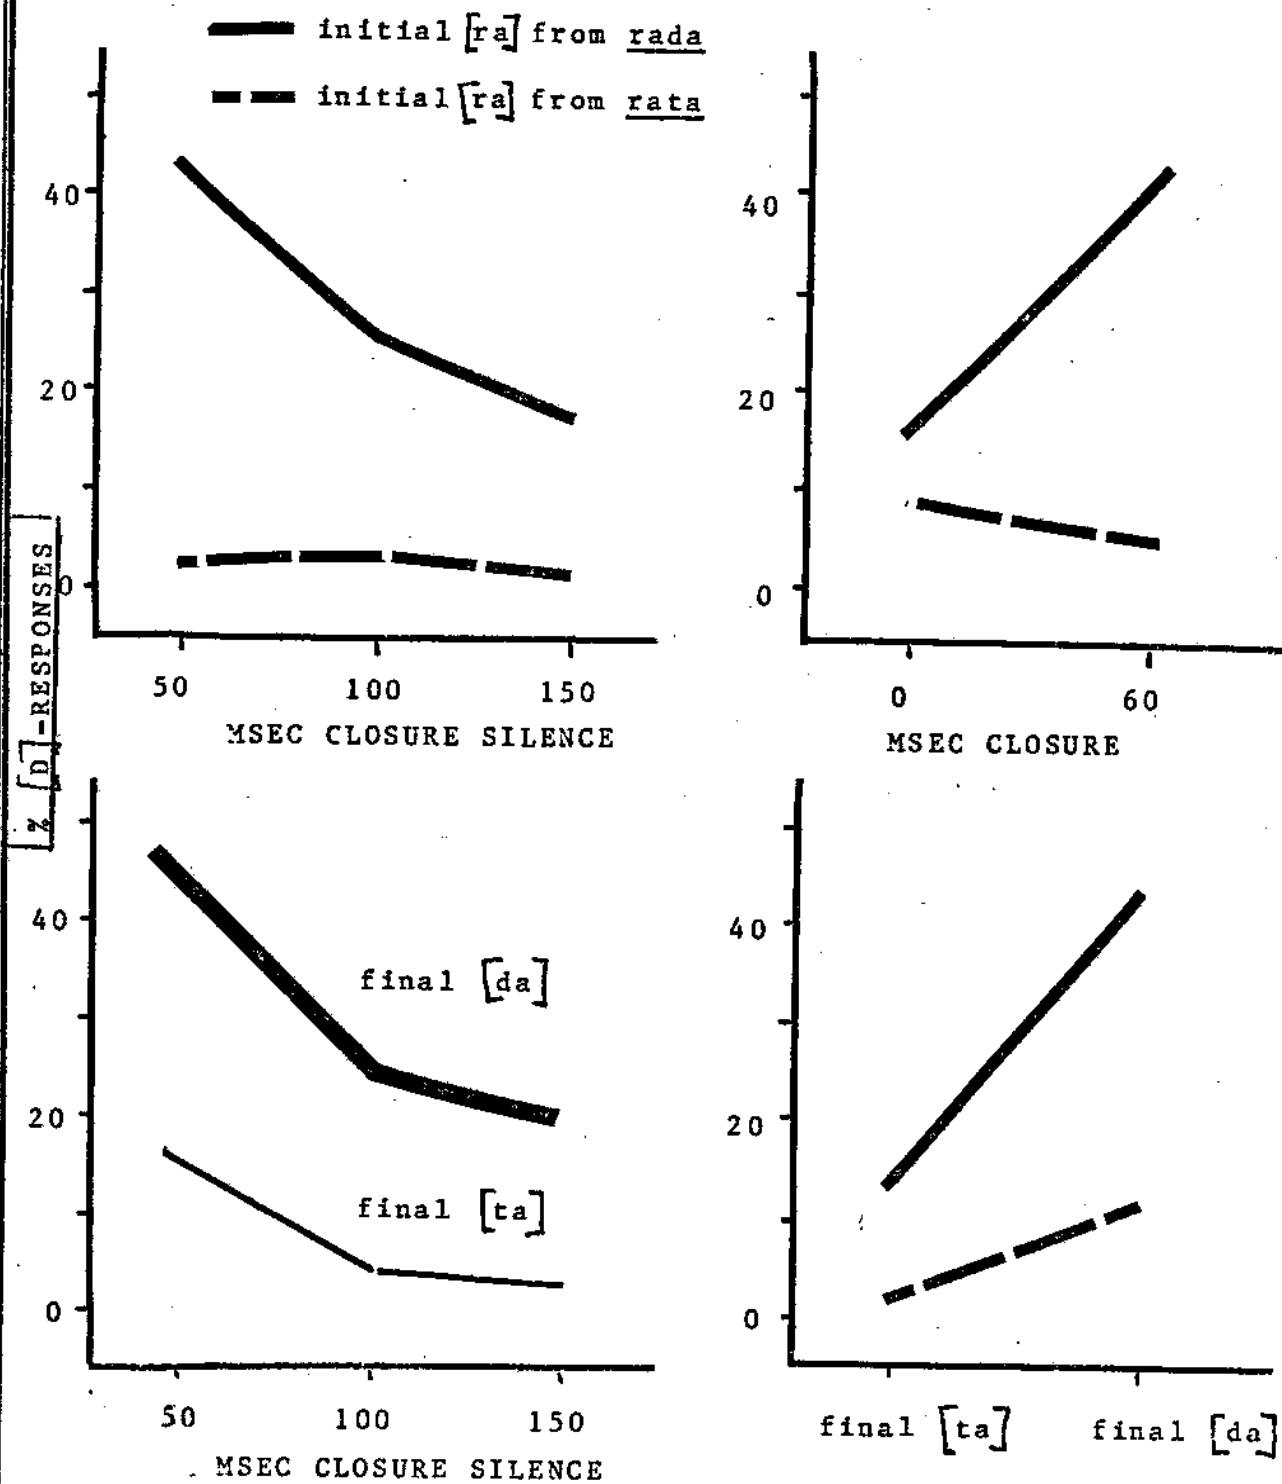 initial [ra] from rada
initial [ra] from rata
% [D]-RESPONSES
40
20
0
50 100 150
MSEC CLOSURE SILENCE
40
20
0
0 60
MSEC CLOSURE
40
20
0
final [da]
final [ta]
50 100 150
MSEC CLOSURE SILENCE
40
20
0
final [ta] final [da]